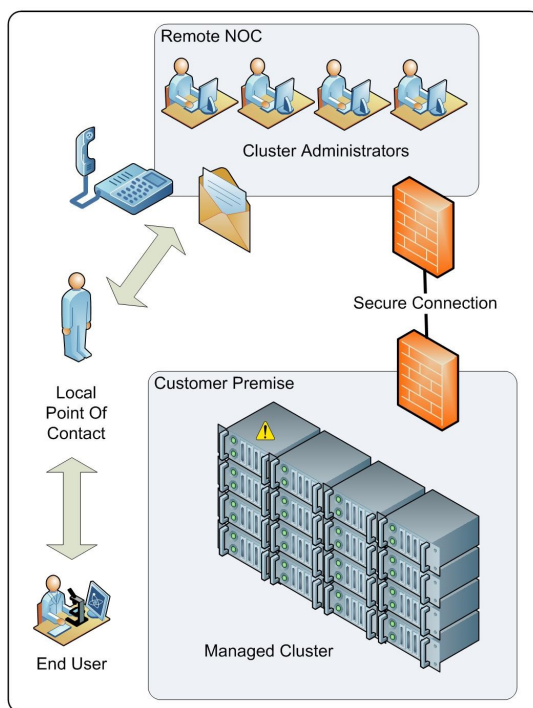 Remote NOC
Cluster Administrators
Secure Connection
Local
Point Of
Contact
Customer Premise
Managed Cluster
End User